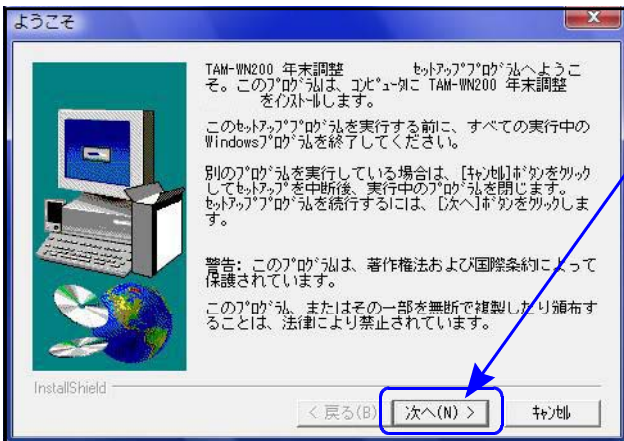 ようこそ
TAM-WN200 年末調整 ｾｯﾄｱｯﾌﾟﾌﾟﾛｸﾞﾗﾑへようこ
そ。このﾌﾟﾛｸﾞﾗﾑは、ｺﾝﾋﾟｭｰﾀに TAM-WN200 年末調整
をｲﾝｽﾄｰﾙします。
このｾｯﾄｱｯﾌﾟﾌﾟﾛｸﾞﾗﾑを実行する前に、すべての実行中の
Windowsﾌﾟﾛｸﾞﾗﾑを終了してください。
別のﾌﾟﾛｸﾞﾗﾑを実行している場合は、[ｷｬﾝｾﾙ]ﾎﾞﾀﾝをｸﾘｯｸ
してｾｯﾄｱｯﾌﾟを中断後、実行中のﾌﾟﾛｸﾞﾗﾑを閉じます。
ｾｯﾄｱｯﾌﾟﾌﾟﾛｸﾞﾗﾑを続行するには、[次へ]ﾎﾞﾀﾝをｸﾘｯｸしま
す。
警告: このﾌﾟﾛｸﾞﾗﾑは、著作権法および国際条約によって
保護されています。
このﾌﾟﾛｸﾞﾗﾑ、またはその一部を無断で複製したり頒布す
ることは、法律により禁止されています。
InstallShield
< 戻る(B)
次へ(N) >
ｷｬﾝｾﾙ